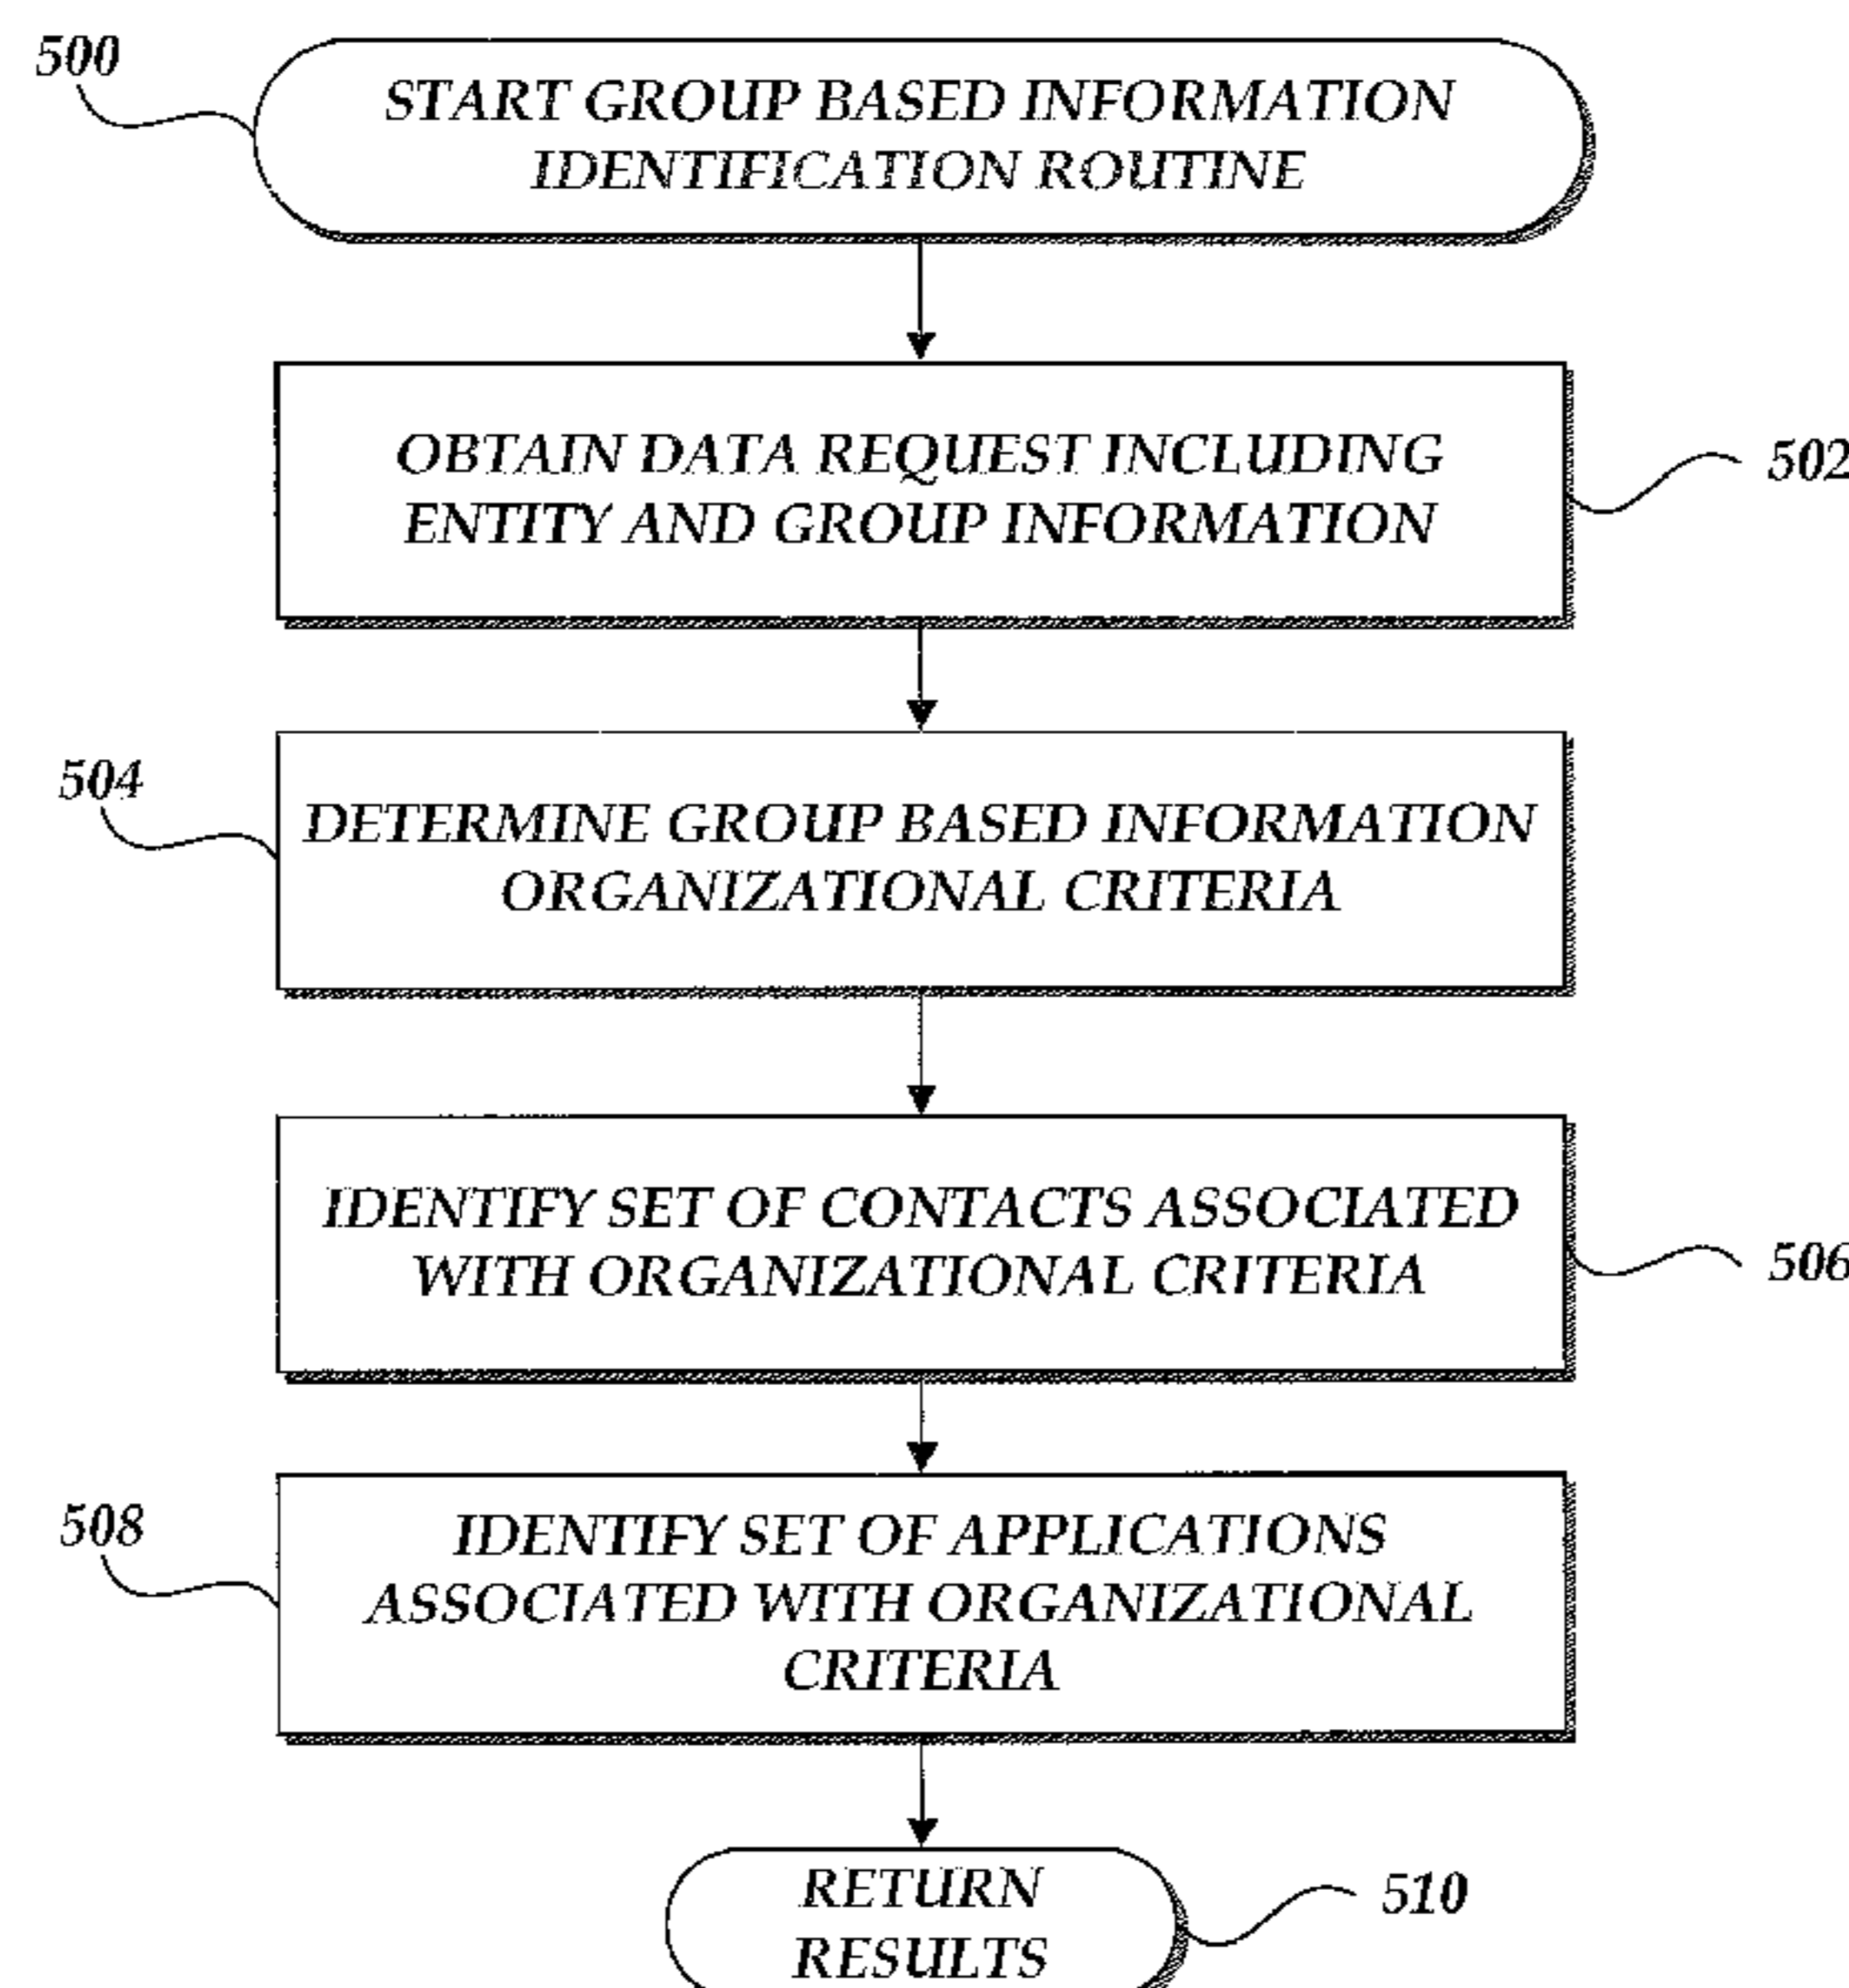 500
START GROUP BASED INFORMATION
IDENTIFICATION ROUTINE
OBTAIN DATA REQUEST INCLUDING
ENTITY AND GROUP INFORMATION
502
504
DETERMINE GROUP BASED INFORMATION
ORGANIZATIONAL CRITERIA
IDENTIFY SET OF CONTACTS ASSOCIATED
WITH ORGANIZATIONAL CRITERIA
506
508
IDENTIFY SET OF APPLICATIONS
ASSOCIATED WITH ORGANIZATIONAL
CRITERIA
RETURN
RESULTS
510